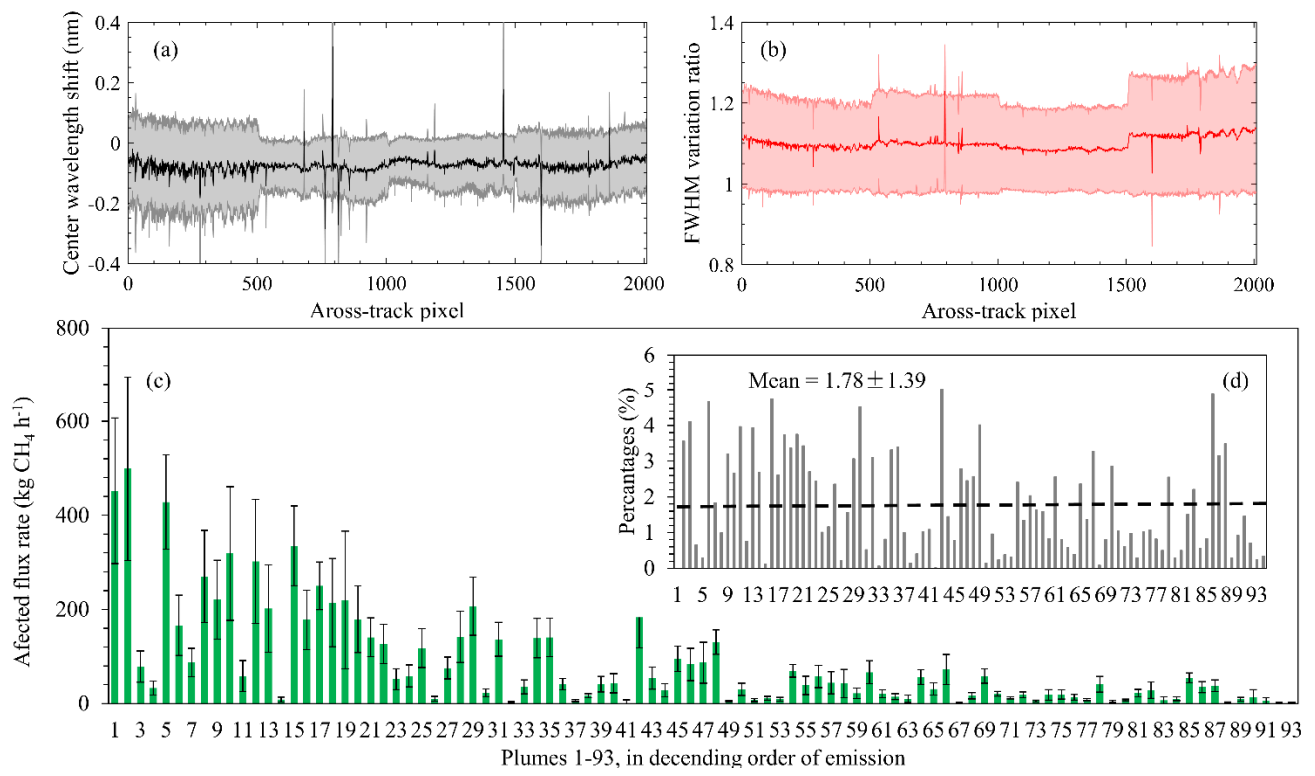 (a)
Center wavelength shift (nm)
0.4
0.2
0
-0.2
-0.4
0 500 1000 1500 2000
Aross-track pixel
(b)
FWHM variation ratio
1.4
1.2
1
0.8
0 500 1000 1500 2000
Aross-track pixel
(c)
Afected flux rate (kg CH₄ h⁻¹)
800
600
400
200
0
1 3 5 7 9 11 13 15 17 19 21 23 25 27 29 31 33 35 37 39 41 43 45 47 49 51 53 55 57 59 61 63 65 67 69 71 73 75 77 79 81 83 85 87 89 91 93
Plumes 1-93, in decending order of emission
(d)
Mean = 1.78±1.39
Percentages (%)
6
5
4
3
2
1
0
1 5 9 13 17 21 25 29 33 37 41 45 49 53 57 61 65 69 73 77 81 85 89 93